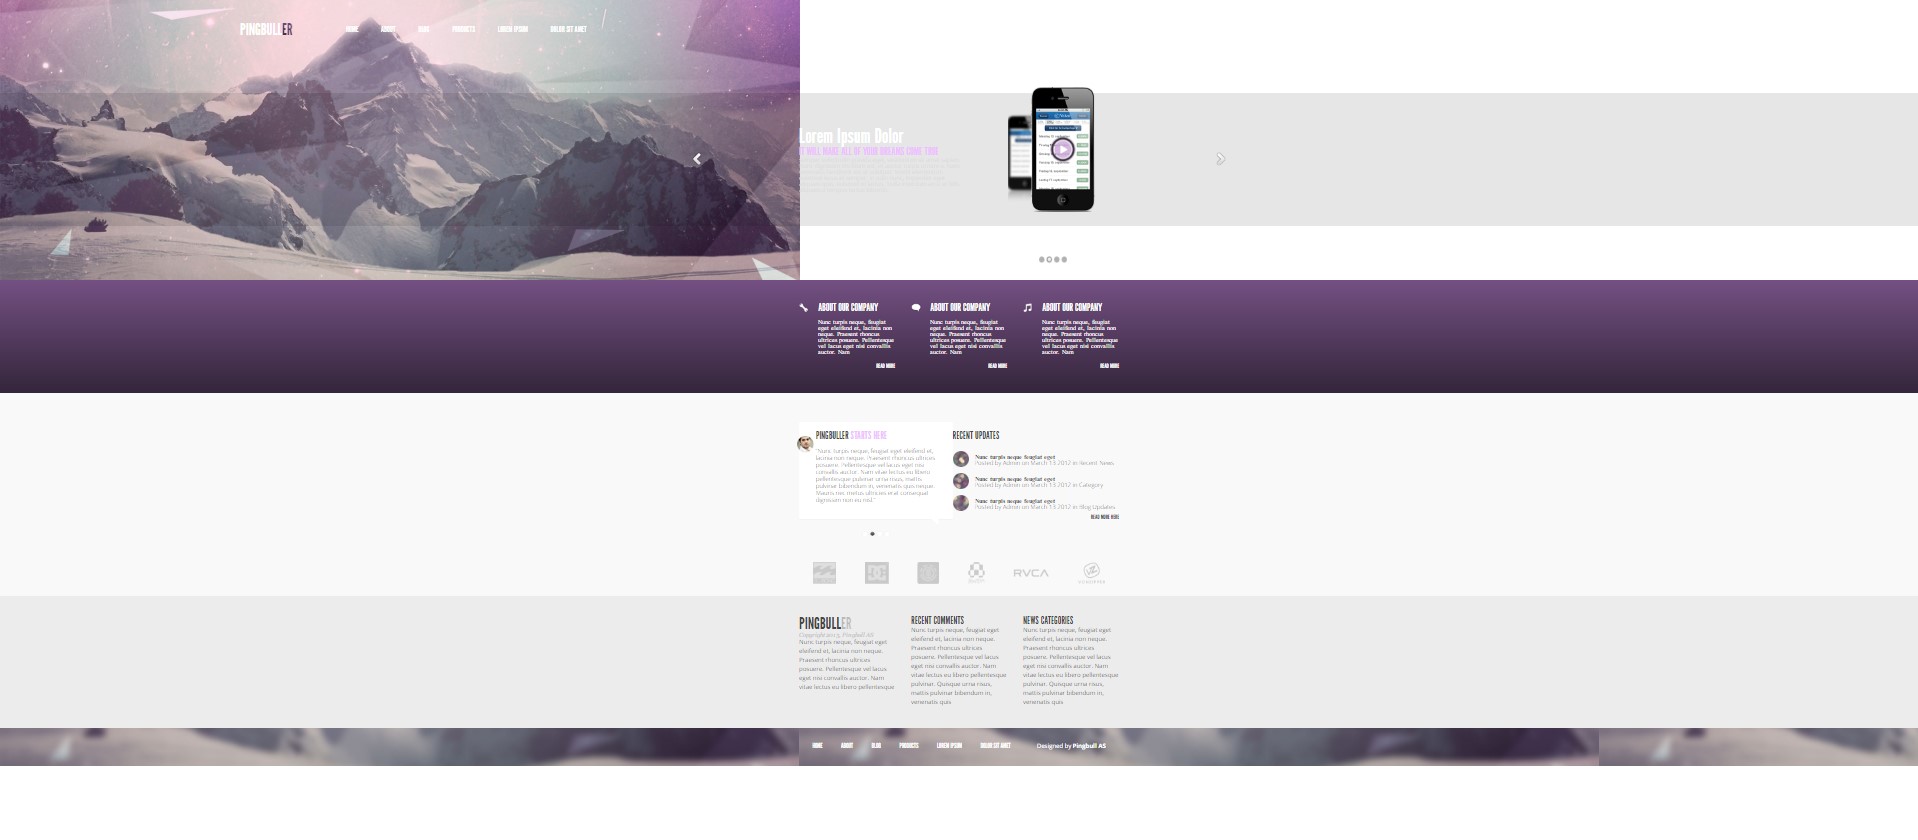 PINGBULLER
HOME ABOUT BLOG PRODUCTS LOREM IPSUM DOLOR SIT AMET
Lorem Ipsum Dolor
IT WILL MAKE ALL OF YOUR DREAMS COME TRUE
ABOUT OUR COMPANY
Nunc turpis neque, feugiat
eget eleifend et, lacinia non
neque. Praesent rhoncus
ultrices posuere. Pellentesque
vel lacus eget nisi convallis
auctor. Nam
READ MORE
ABOUT OUR COMPANY
Nunc turpis neque, feugiat
eget eleifend et, lacinia non
neque. Praesent rhoncus
ultrices posuere. Pellentesque
vel lacus eget nisi convallis
auctor. Nam
READ MORE
ABOUT OUR COMPANY
Nunc turpis neque, feugiat
eget eleifend et, lacinia non
neque. Praesent rhoncus
ultrices posuere. Pellentesque
vel lacus eget nisi convallis
auctor. Nam
READ MORE
PINGBULLER STARTS HERE
"Nunc turpis neque, feugiat eget eleifend et,
lacinia non neque. Praesent rhoncus ultrices
posuere. Pellentesque vel lacus eget nisi
convallis auctor. Nam vitae lectus eu libero
pellentesque pulvinar urna risus, mattis
pulvinar bibendum in, venenatis quis neque.
Mauris nec metus ultrices erat consequat
dignissim non eu nisl."
RECENT UPDATES
Nunc turpis neque feugiat eget
Posted by Admin on March 13 2012 in Recent News
Nunc turpis neque feugiat eget
Posted by Admin on March 13 2012 in Category
Nunc turpis neque feugiat eget
Posted by Admin on March 13 2012 in Blog Updates
READ MORE HERE
DC
RVCA
VONZIPPER
PINGBULLER
Copyright 2013, Pingbull AS
Nunc turpis neque, feugiat eget
eleifend et, lacinia non neque.
Praesent rhoncus ultrices
posuere. Pellentesque vel lacus
eget nisi convallis auctor. Nam
vitae lectus eu libero pellentesque
RECENT COMMENTS
Nunc turpis neque, feugiat eget
eleifend et, lacinia non neque.
Praesent rhoncus ultrices
posuere. Pellentesque vel lacus
eget nisi convallis auctor. Nam
vitae lectus eu libero pellentesque
pulvinar. Quisque urna risus,
mattis pulvinar bibendum in,
venenatis quis
NEWS CATEGORIES
Nunc turpis neque, feugiat eget
eleifend et, lacinia non neque.
Praesent rhoncus ultrices
posuere. Pellentesque vel lacus
eget nisi convallis auctor. Nam
vitae lectus eu libero pellentesque
pulvinar. Quisque urna risus,
mattis pulvinar bibendum in,
venenatis quis
HOME ABOUT BLOG PRODUCTS LOREM IPSUM DOLOR SIT AMET Designed by Pingbull AS